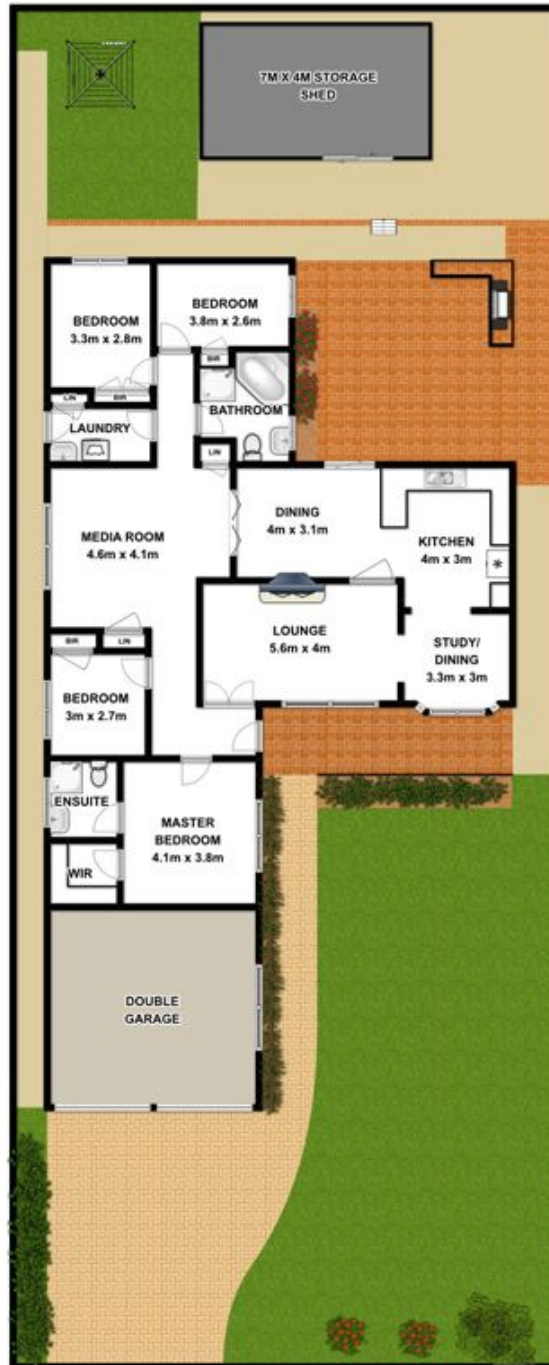 7M X 4M STORAGE
SHED
BEDROOM
3.8m x 2.6m
BEDROOM
3.3m x 2.8m
BIR
LIN
BIR
BATHROOM
LAUNDRY
LIN
DINING
4m x 3.1m
MEDIA ROOM
4.6m x 4.1m
KITCHEN
4m x 3m
*
LOUNGE
5.6m x 4m
BIR
LIN
STUDY/
DINING
3.3m x 3m
BEDROOM
3m x 2.7m
ENSUITE
MASTER
BEDROOM
4.1m x 3.8m
WIR
DOUBLE
GARAGE